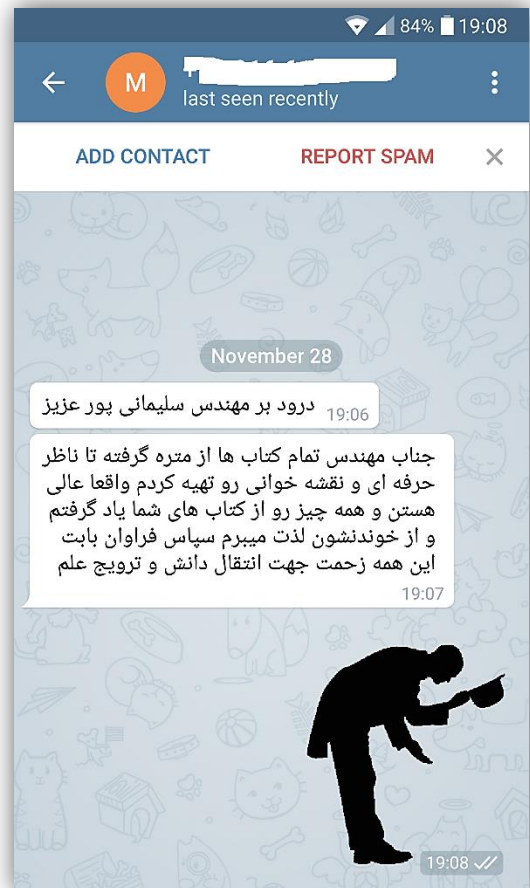 84% 19:08
M
last seen recently
ADD CONTACT REPORT SPAM
November 28
درود بر مهندس سلیمانی پور عزیز 19:06
جناب مهندس تمام کتاب ها از متره گرفته تا ناظر
حرفه ای و نقشه خوانی رو تهیه کردم واقعا عالی
هستن و همه چیز رو از کتاب های شما یاد گرفتم
و از خوندنشون لذت میبرم سپاس فراوان بابت
این همه زحمت جهت انتقال دانش و ترویج علم
19:07
19:08